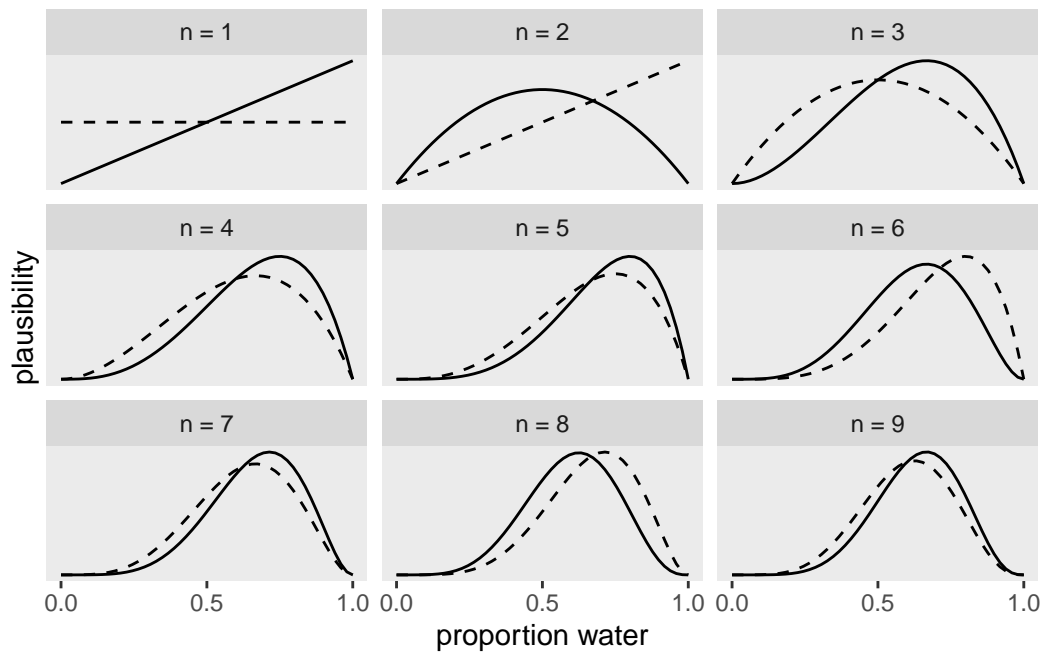 n = 1
n = 2
n = 3
n = 4
n = 5
n = 6
n = 7
n = 8
n = 9
plausibility
0.0 0.5 1.0
0.0 0.5 1.0
0.0 0.5 1.0
proportion water